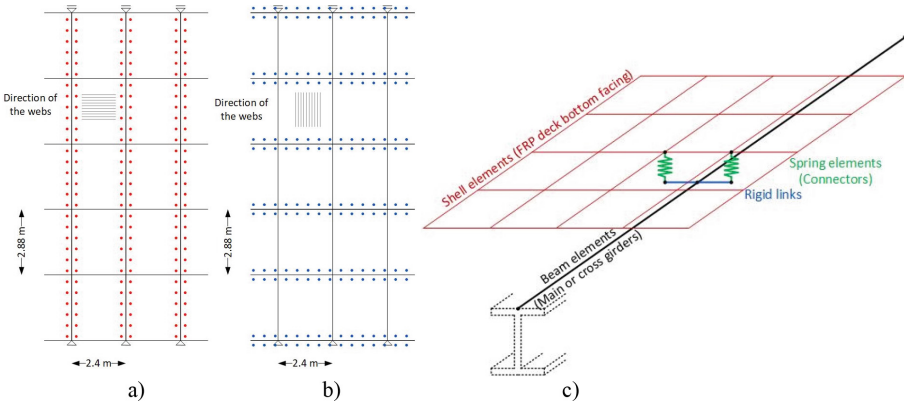 Direction of
the webs
2.88 m
2.4 m
a)
Direction of
the webs
2.88 m
2.4 m
b)
Shell elements (FRP deck bottom facing)
Spring elements
(Connectors)
Rigid links
Beam elements
(Main or cross girders)
c)